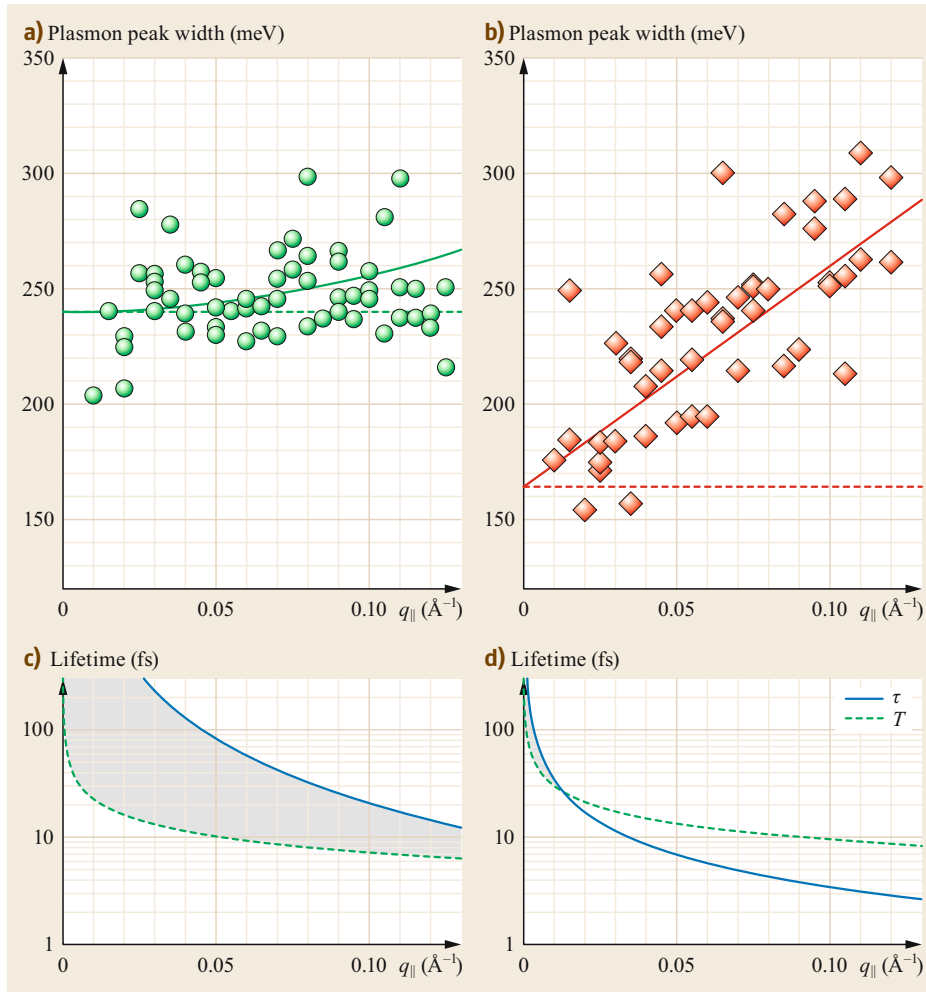 a) Plasmon peak width (meV)
350
300
250
200
150
0
0.05
0.10
q|| (Å⁻¹)
b) Plasmon peak width (meV)
350
300
250
200
150
0
0.05
0.10
q|| (Å⁻¹)
c) Lifetime (fs)
100
10
1
0
0.05
0.10
q|| (Å⁻¹)
d) Lifetime (fs)
τ
T
100
10
1
0
0.05
0.10
q|| (Å⁻¹)